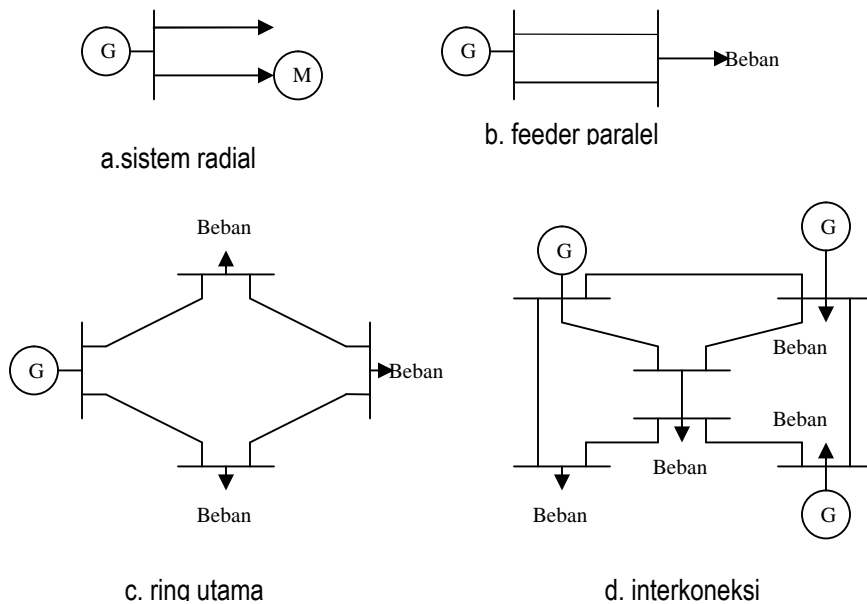 G
M
a.sistem radial
G
Beban
b. feeder paralel
Beban
G
Beban
Beban
c. ring utama
G
G
Beban
Beban
Beban
Beban
G
d. interkoneksi